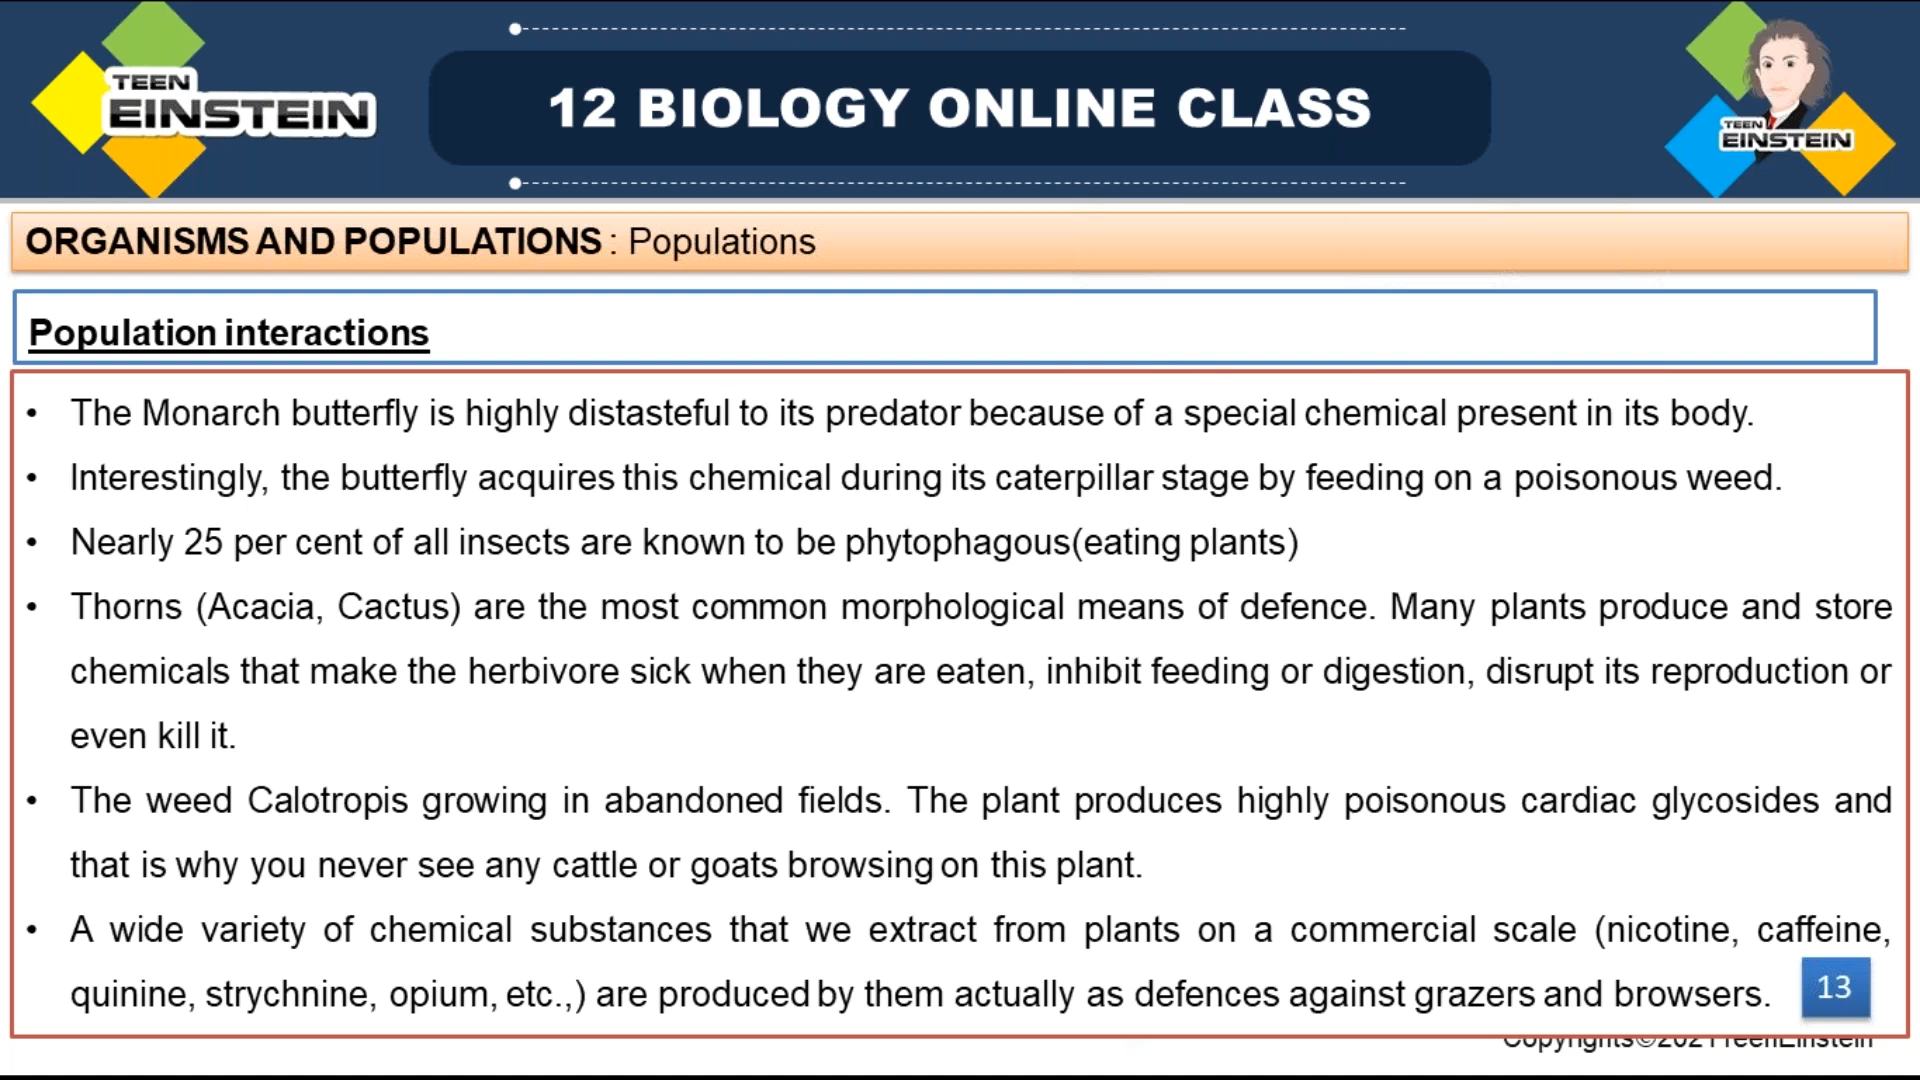 TEEN
EINSTEIN
12 BIOLOGY ONLINE CLASS
TEEN
EINSTEIN
ORGANISMS AND POPULATIONS : Populations
Population interactions
• The Monarch butterfly is highly distasteful to its predator because of a special chemical present in its body.
• Interestingly, the butterfly acquires this chemical during its caterpillar stage by feeding on a poisonous weed.
• Nearly 25 per cent of all insects are known to be phytophagous(eating plants)
• Thorns (Acacia, Cactus) are the most common morphological means of defence. Many plants produce and store
chemicals that make the herbivore sick when they are eaten, inhibit feeding or digestion, disrupt its reproduction or
even kill it.
• The weed Calotropis growing in abandoned fields. The plant produces highly poisonous cardiac glycosides and
that is why you never see any cattle or goats browsing on this plant.
• A wide variety of chemical substances that we extract from plants on a commercial scale (nicotine, caffeine,
quinine, strychnine, opium, etc.,) are produced by them actually as defences against grazers and browsers.
13
Copyrights©2021TeenEinstein